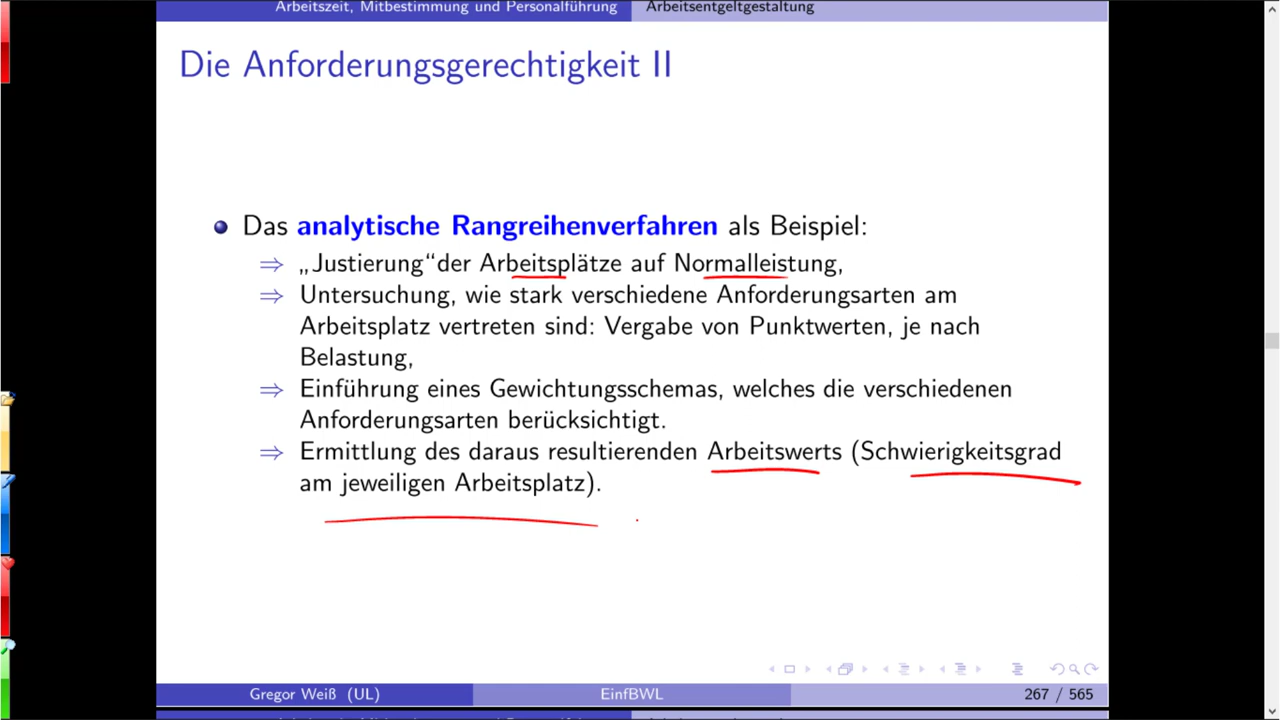 Arbeitszeit, Mitbestimmung und Personalführung Arbeitsentgeltgestaltung
Die Anforderungsgerechtigkeit II
Das analytische Rangreihenverfahren als Beispiel:
⇒ „Justierung“der Arbeitsplätze auf Normalleistung,
⇒ Untersuchung, wie stark verschiedene Anforderungsarten am
Arbeitsplatz vertreten sind: Vergabe von Punktwerten, je nach
Belastung,
⇒ Einführung eines Gewichtungsschemas, welches die verschiedenen
Anforderungsarten berücksichtigt.
⇒ Ermittlung des daraus resultierenden Arbeitswerts (Schwierigkeitsgrad
am jeweiligen Arbeitsplatz).
Gregor Weiß (UL) EinfBWL 267 / 565